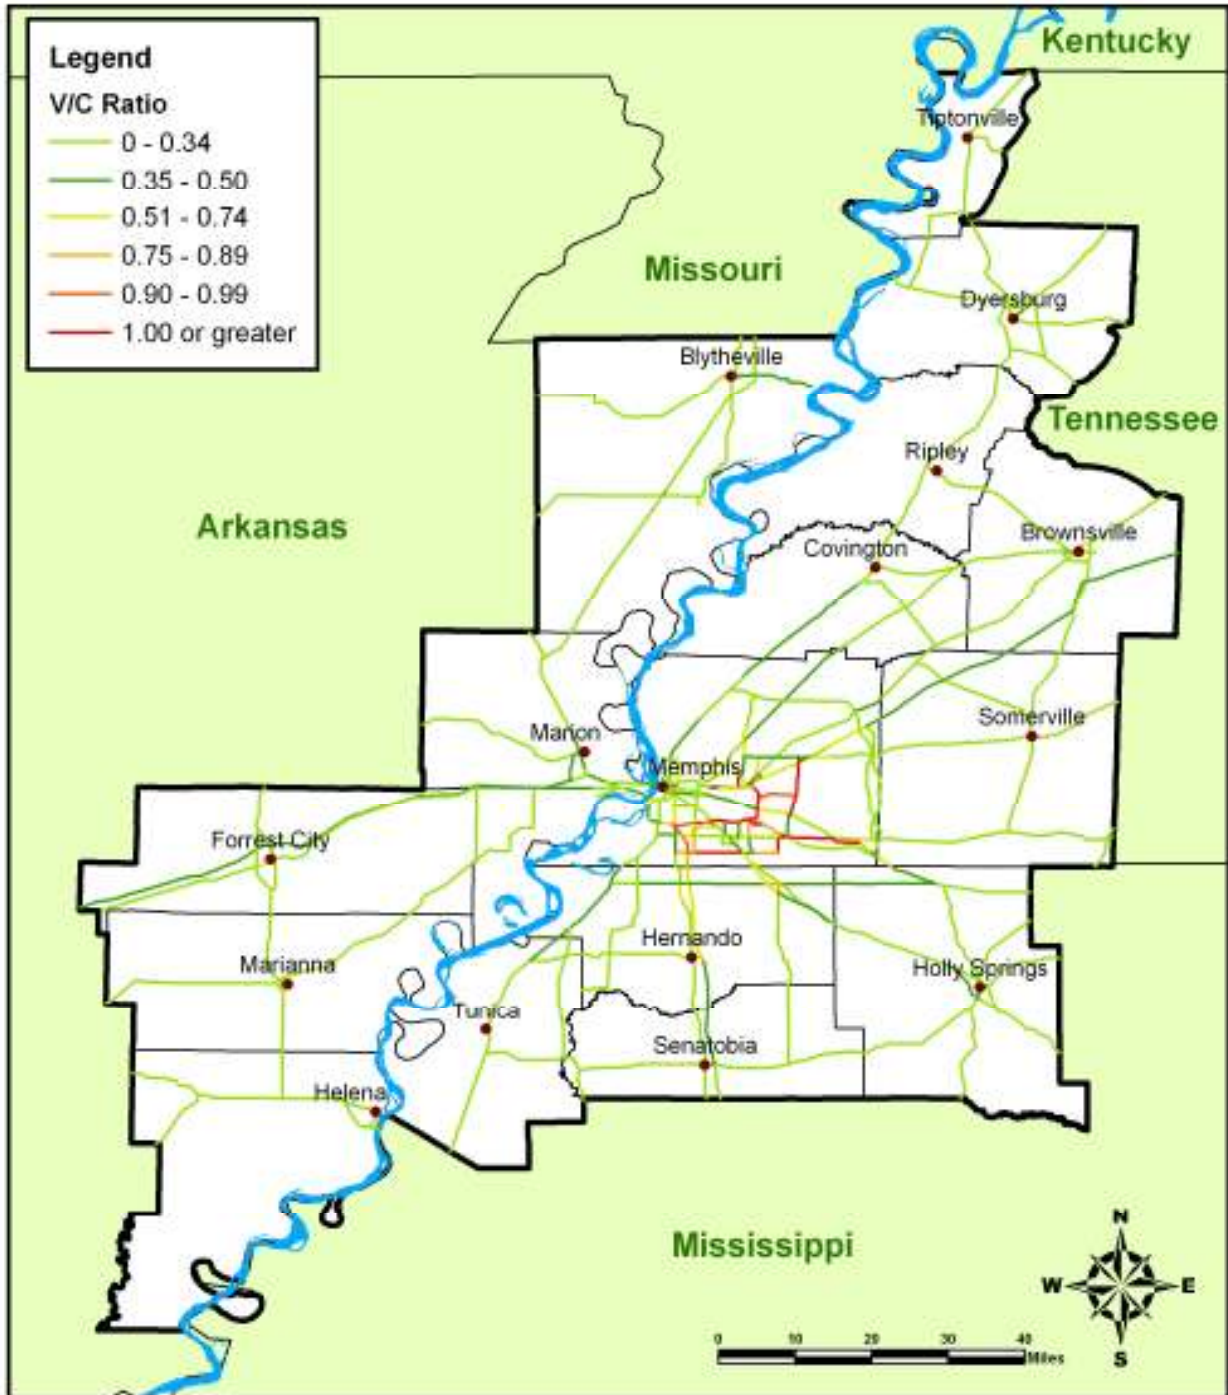 Legend
V/C Ratio
0 - 0.34
0.35 - 0.50
0.51 - 0.74
0.75 - 0.89
0.90 - 0.99
1.00 or greater
Kentucky
Tiptonville
Missouri
Dyersburg
Blytheville
Tennessee
Ripley
Arkansas
Brownsville
Covington
Somerville
Marion
Memphis
Forrest City
Hernando
Marianna
Holly Springs
Tunica
Senatobia
Helena
Mississippi
N
W
E
S
0 10 20 30 40
Miles